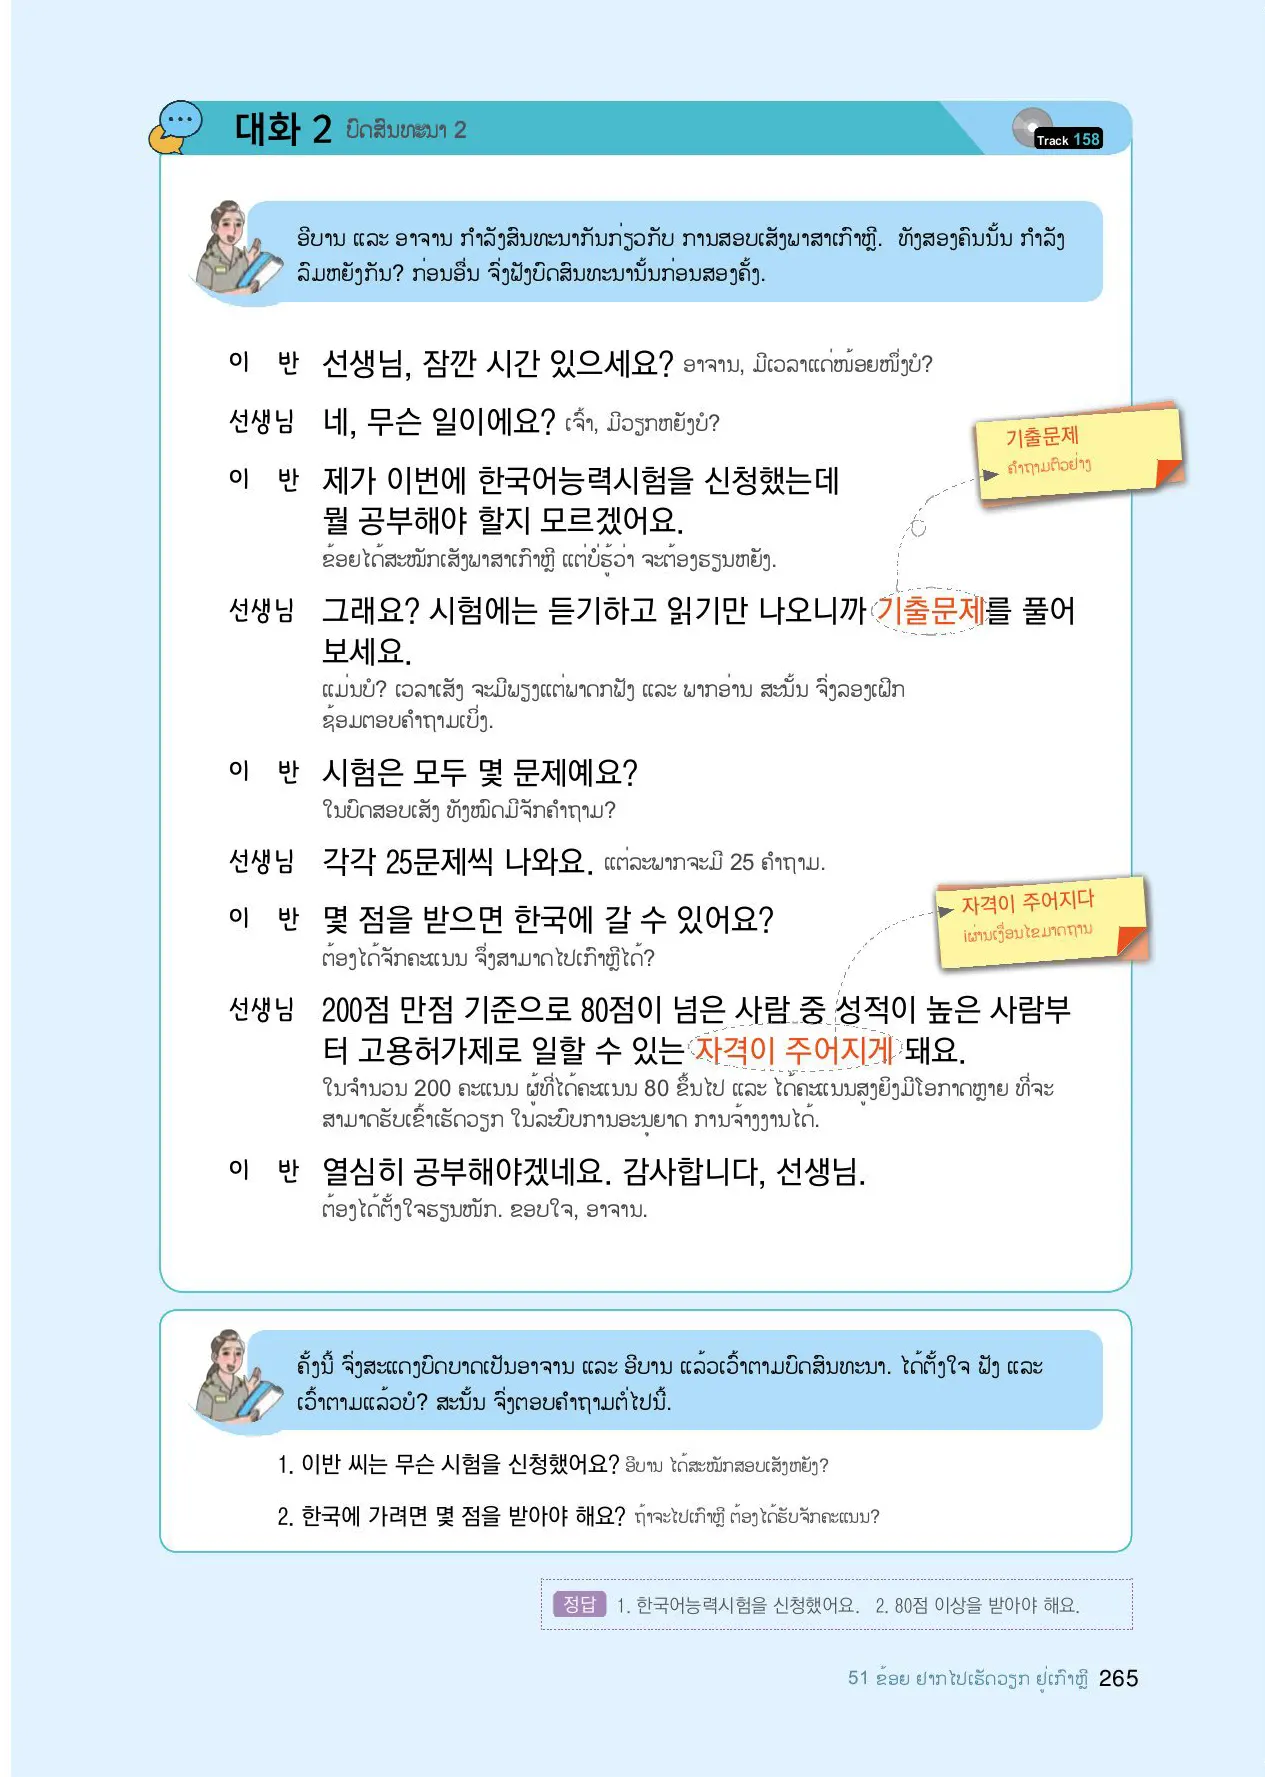 대화 2 ບົດສົນທະນາ 2
Track 158
ອີບານ ແລະ ອາຈານ ກຳລັງສົນທະນາກັນກ່ຽວກັບ ການສອບເສັງພາສາເກົາຫຼີ. ທັງສອງຄົນນັ້ນ ກຳລັງ
ລົມຫຍັງກັນ? ກ່ອນອື່ນ ຈົ່ງຟັງບົດສົນທະນານັ້ນກ່ອນສອງຄັ້ງ.
이 반 선생님, 잠깐 시간 있으세요? ອາຈານ, ມີເວລາແດ່ໜ້ອຍໜຶ່ງບໍ?
선생님 네, 무슨 일이에요? ເຈົ້າ, ມີວຽກຫຍັງບໍ?
기출문제
ຄຳຖາມຕົວຢ່າງ
이 반 제가 이번에 한국어능력시험을 신청했는데
뭘 공부해야 할지 모르겠어요.
ຂ້ອຍໄດ້ສະໝັກເສັງພາສາເກົາຫຼີ ແຕ່ບໍ່ຮູ້ວ່າ ຈະຕ້ອງຮຽນຫຍັງ.
선생님 그래요? 시험에는 듣기하고 읽기만 나오니까 기출문제를 풀어
보세요.
ແມ່ນບໍ? ເວລາເສັງ ຈະມີພຽງແຕ່ພາດກຟັງ ແລະ ພາກອ່ານ ສະນັ້ນ ຈົ່ງລອງເຝິກ
ຊ້ອມຕອບຄຳຖາມເບິ່ງ.
이 반 시험은 모두 몇 문제예요?
ໃນບົດສອບເສັງ ທັງໝົດມີຈັກຄຳຖາມ?
선생님 각각 25문제씩 나와요. ແຕ່ລະພາກຈະມີ 25 ຄຳຖາມ.
자격이 주어지다
iຜ່ານເງື່ອນໄຂມາດຖານ
이 반 몇 점을 받으면 한국에 갈 수 있어요?
ຕ້ອງໄດ້ຈັກຄະແນນ ຈຶ່ງສາມາດໄປເກົາຫຼີໄດ້?
선생님 200점 만점 기준으로 80점이 넘은 사람 중 성적이 높은 사람부
터 고용허가제로 일할 수 있는 자격이 주어지게 돼요.
ໃນຈຳນວນ 200 ຄະແນນ ຜູ້ທີ່ໄດ້ຄະແນນ 80 ຂຶ້ນໄປ ແລະ ໄດ້ຄະແນນສູງຍິງມີໂອກາດຫຼາຍ ທີ່ຈະ
ສາມາດຮັບເຂົ້າເຮັດວຽກ ໃນລະບົບການອະນຸຍາດ ການຈ້າງງານໄດ້.
이 반 열심히 공부해야겠네요. 감사합니다, 선생님.
ຕ້ອງໄດ້ຕັ້ງໃຈຮຽນໜັກ. ຂອບໃຈ, ອາຈານ.
ຄັ້ງນີ້ ຈົ່ງສະແດງບົດບາດເປັນອາຈານ ແລະ ອີບານ ແລ້ວເວົ້າຕາມບົດສົນທະນາ. ໄດ້ຕັ້ງໃຈ ຟັງ ແລະ
ເວົ້າຕາມແລ້ວບໍ? ສະນັ້ນ ຈົ່ງຕອບຄຳຖາມຕໍ່ໄປນີ້.
1. 이반 씨는 무슨 시험을 신청했어요? ອີບານ ໄດ້ສະໝັກສອບເສັງຫຍັງ?
2. 한국에 가려면 몇 점을 받아야 해요? ຖ້າຈະໄປເກົາຫຼີ ຕ້ອງໄດ້ຮັບຈັກຄະແນນ?
정답 1. 한국어능력시험을 신청했어요. 2. 80점 이상을 받아야 해요.
51 ຂ້ອຍ ຢາກໄປເຮັດວຽກ ຢູ່ເກົາຫຼີ 265